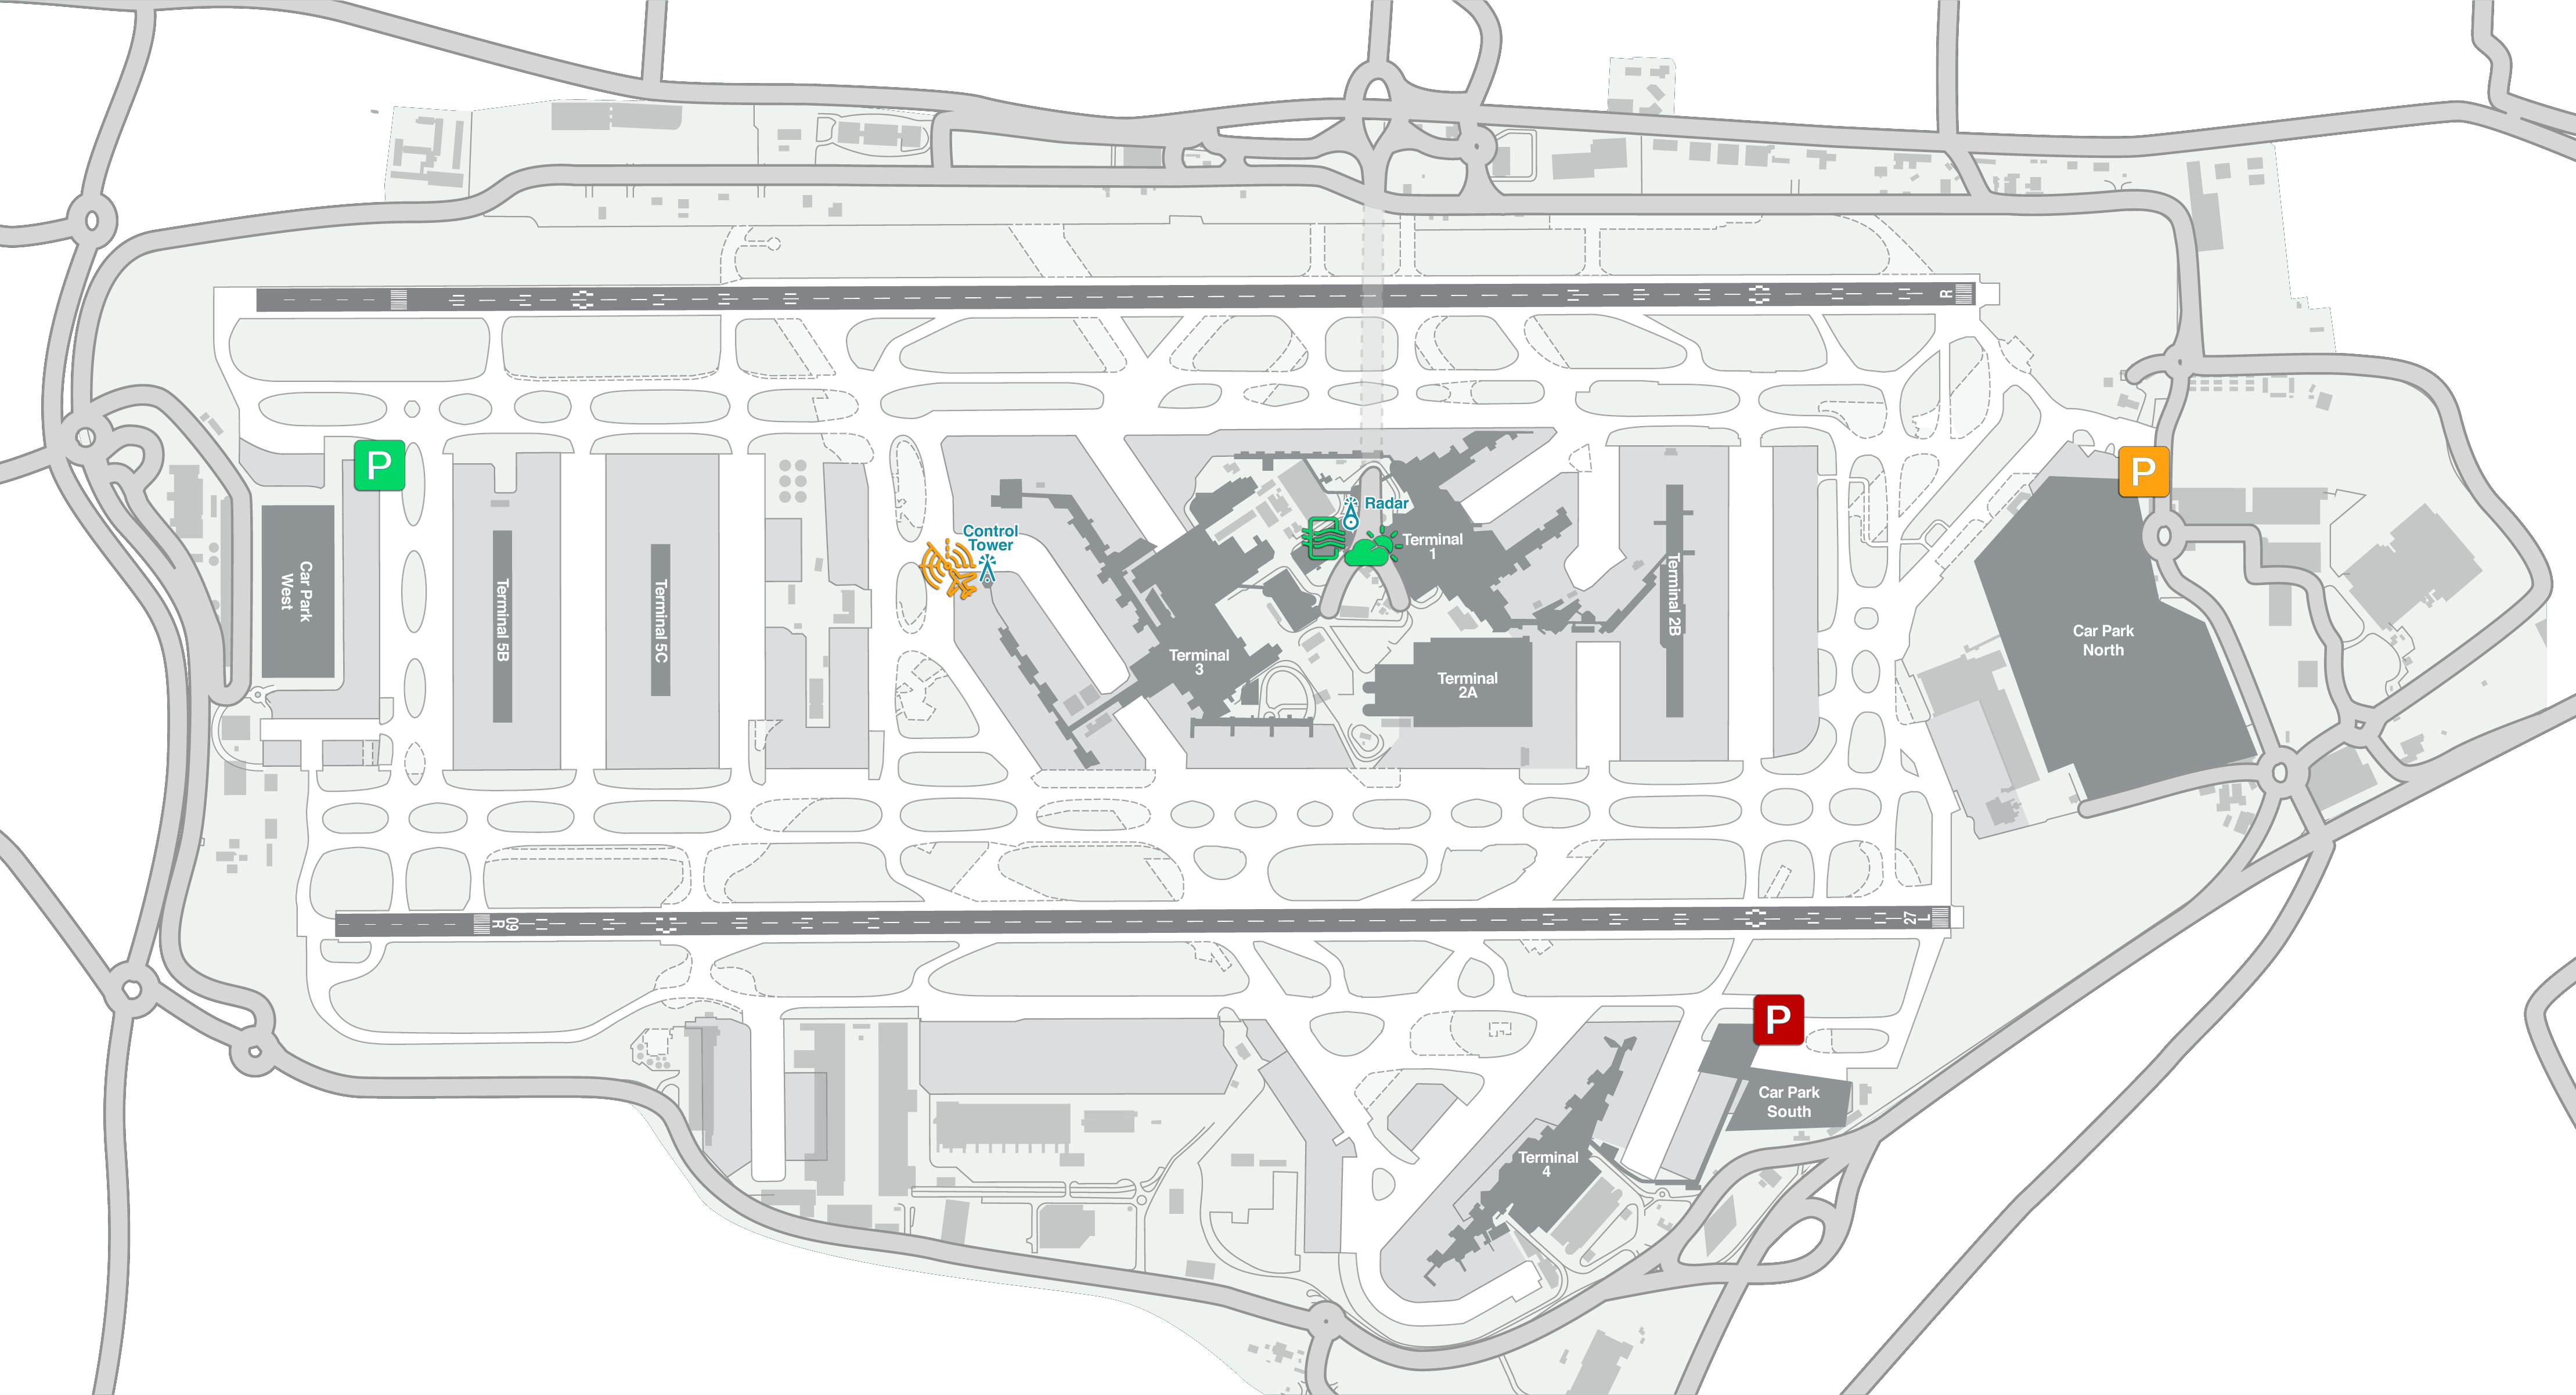 R
P
P
Radar
Control
Tower
Terminal
1
Car Park
West
Terminal 5B
Terminal 5C
Terminal 2B
Car Park
North
Terminal
3
Terminal
2A
09
R
27
L
P
Car Park
South
Terminal
4